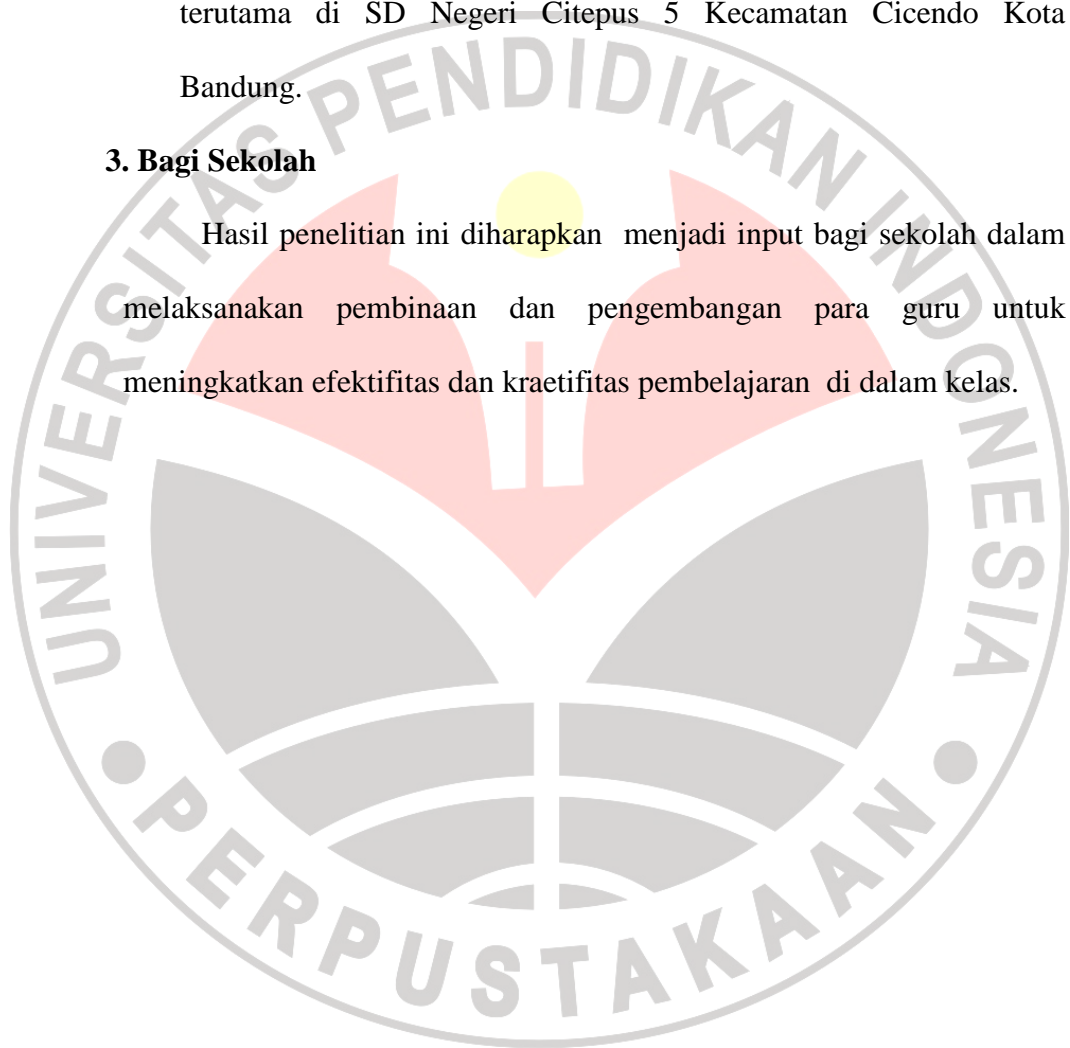 terutama di SD Negeri Citepus 5 Kecamatan Cicendo Kota
Bandung.
3. Bagi Sekolah
Hasil penelitian ini diharapkan menjadi input bagi sekolah dalam
melaksanakan pembinaan dan pengembangan para guru untuk
meningkatkan efektifitas dan kraetifitas pembelajaran di dalam kelas.
UNIVERSITAS PENDIDIKAN INDONESIA
PERPUSTAKAAN